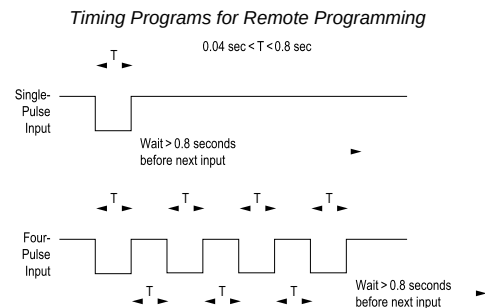 Timing Programs for Remote Programming
0.04 sec < T < 0.8 sec
T
Single-
Pulse
Input
Wait > 0.8 seconds
before next input
T T T T
Four-
Pulse
Input
T T T
Wait > 0.8 seconds
before next input